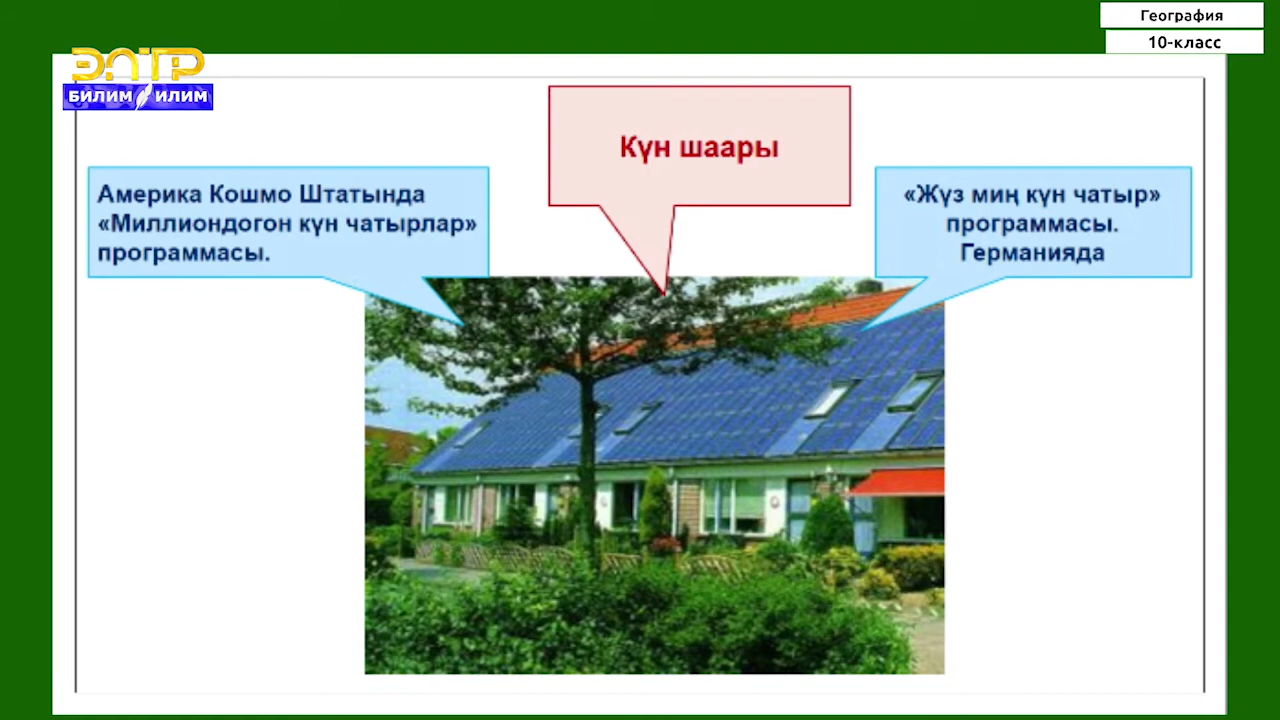 География
10-класс
ЭЛТР
БИЛИМ ИЛИМ
Күн шаары
Америка Кошмо Штатында
«Миллиондогон күн чатырлар»
программасы.
«Жүз миң күн чатыр»
программасы.
Германияда